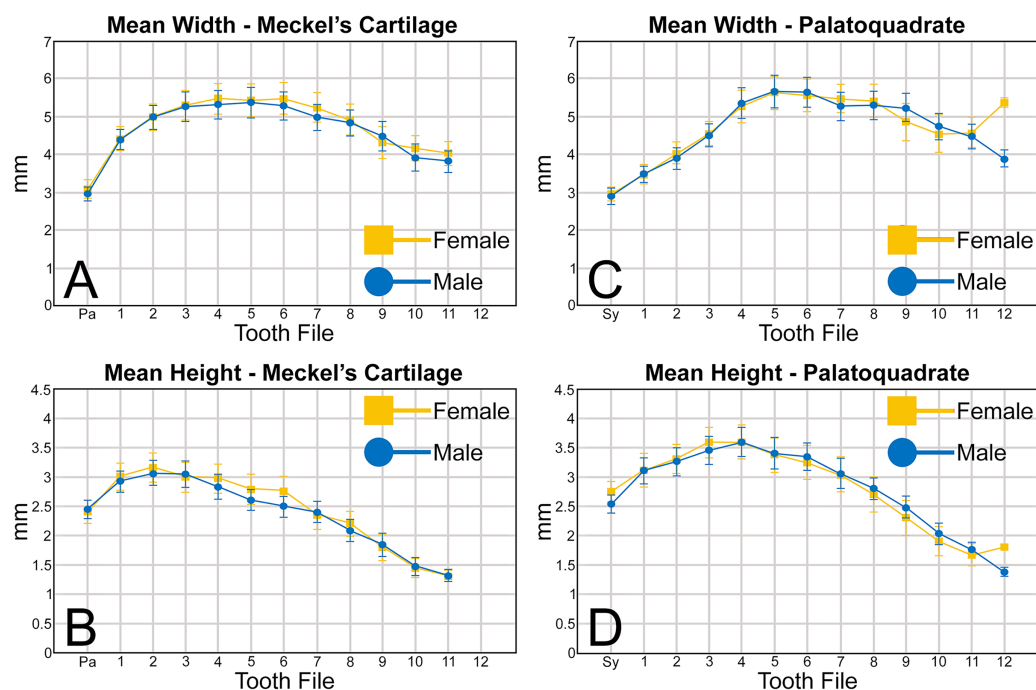 Mean Width - Meckel's Cartilage
7
6
5
4
3
2
1
0
mm
Female
Male
A
Pa 1 2 3 4 5 6 7 8 9 10 11 12
Tooth File
Mean Width - Palatoquadrate
7
6
5
4
3
2
1
0
mm
Female
Male
C
Sy 1 2 3 4 5 6 7 8 9 10 11 12
Tooth File
Mean Height - Meckel's Cartilage
4.5
4
3.5
3
2.5
2
1.5
1
0.5
0
mm
Female
Male
B
Pa 1 2 3 4 5 6 7 8 9 10 11 12
Tooth File
Mean Height - Palatoquadrate
4.5
4
3.5
3
2.5
2
1.5
1
0.5
0
mm
Female
Male
D
Sy 1 2 3 4 5 6 7 8 9 10 11 12
Tooth File